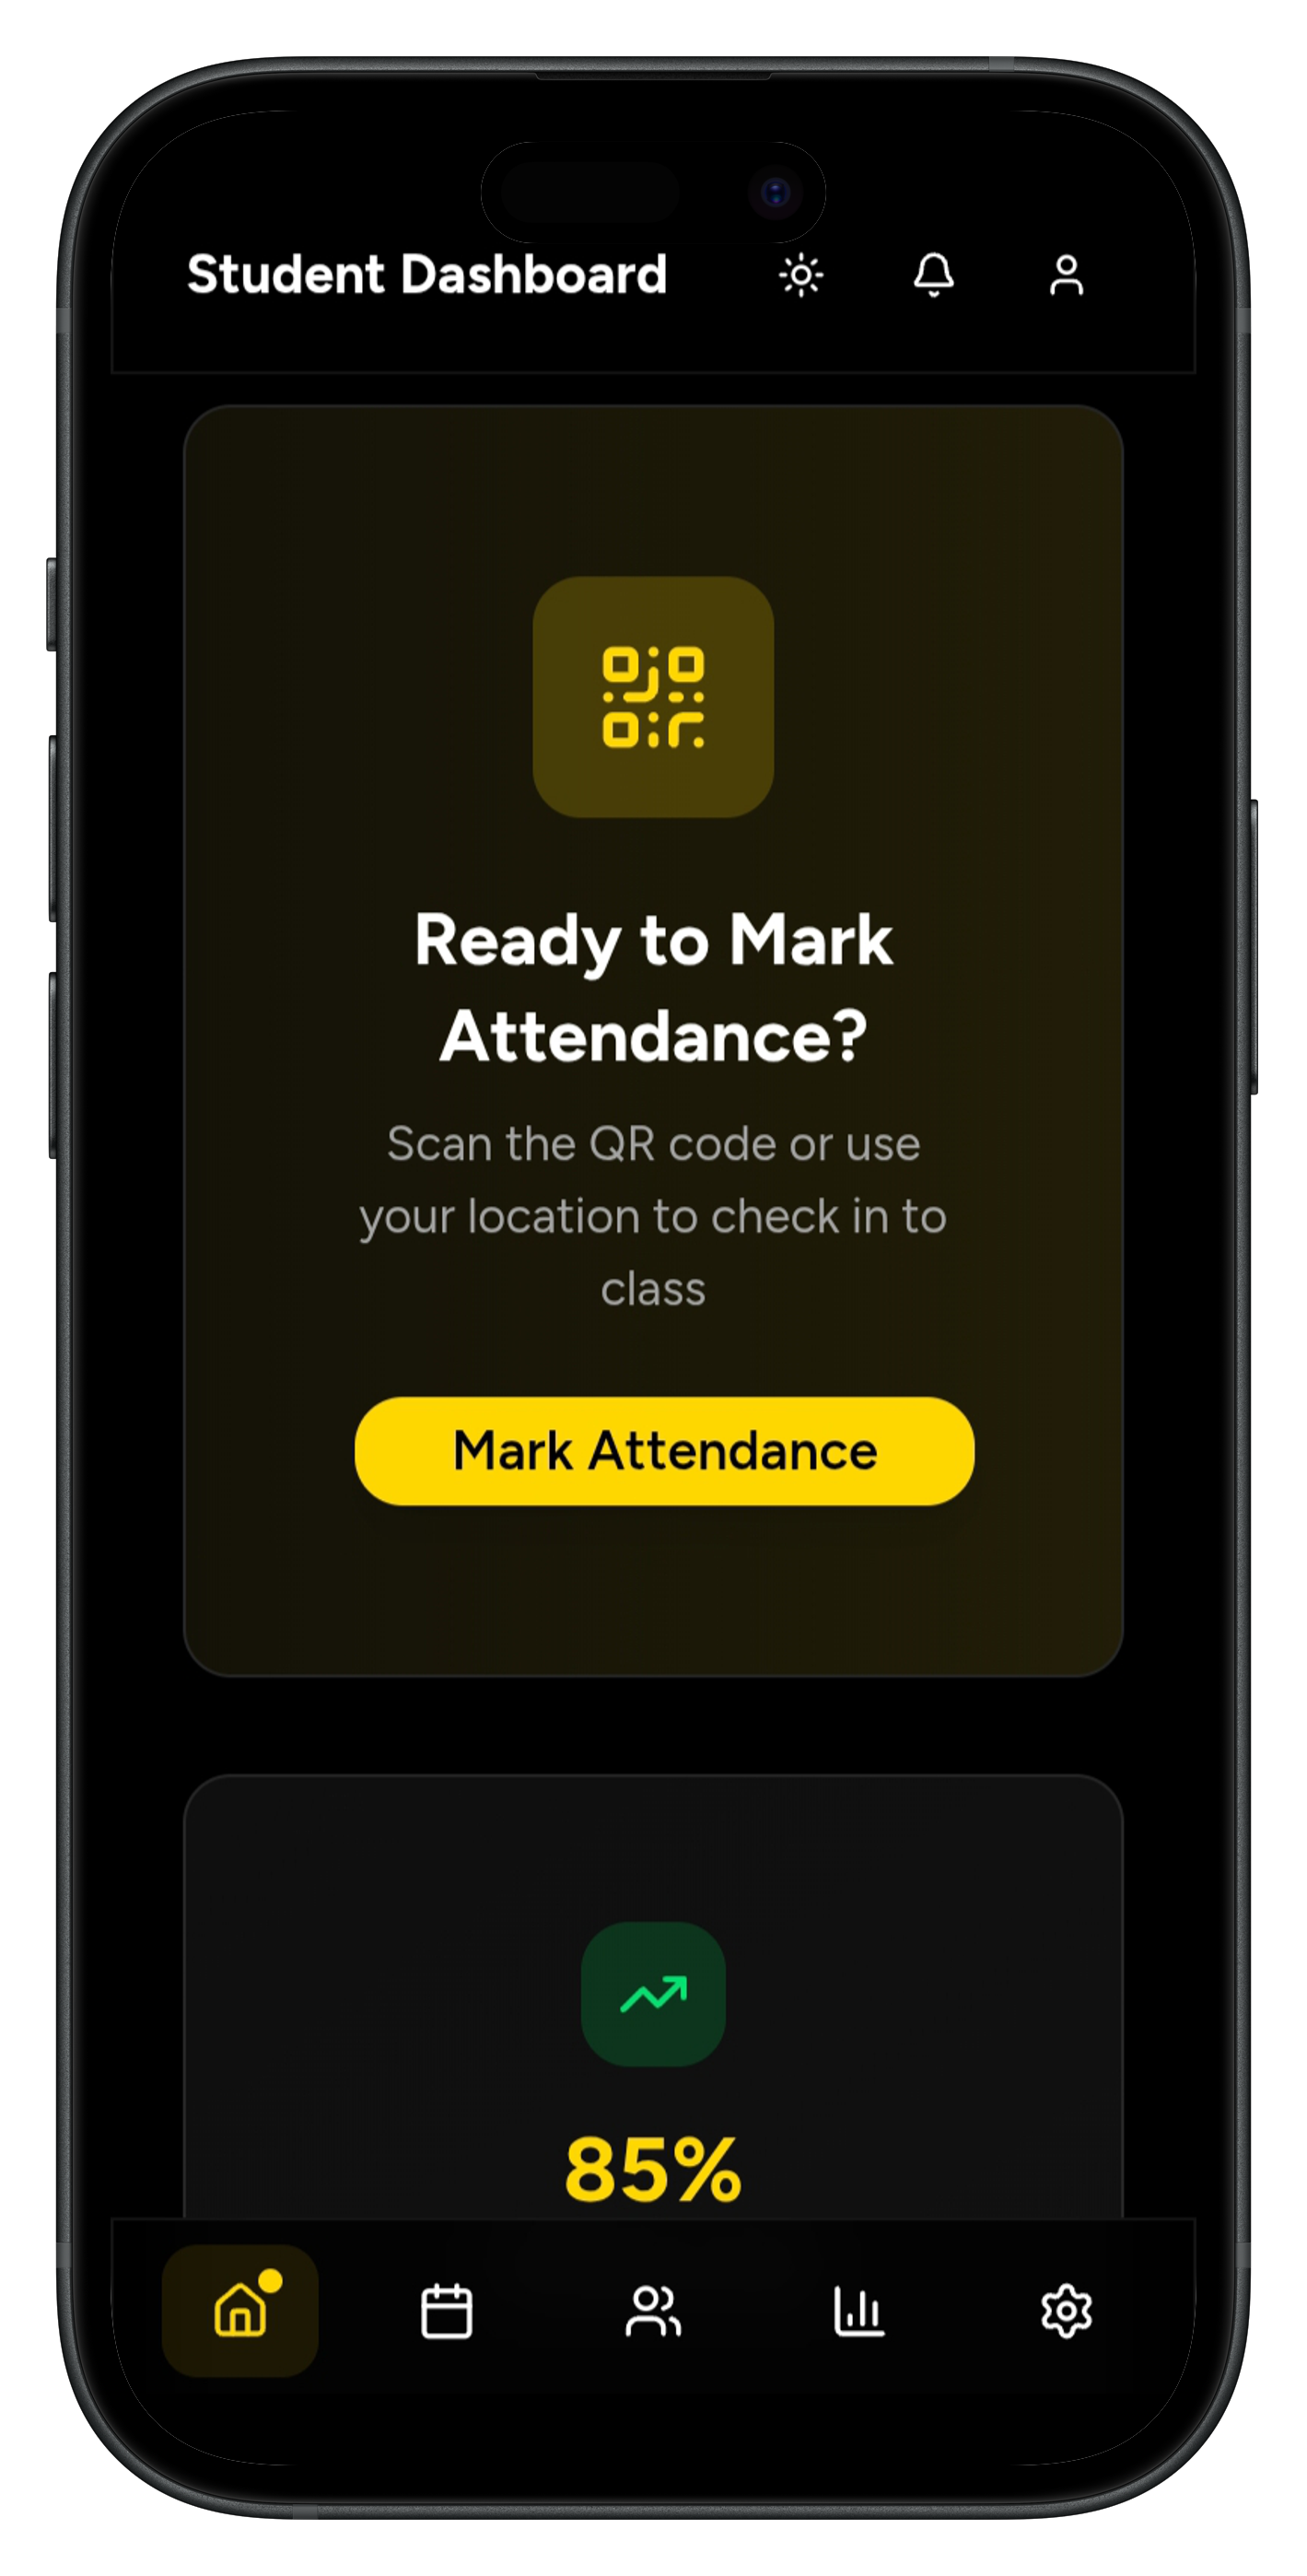 Student Dashboard
Ready to Mark
Attendance?
Scan the QR code or use
your location to check in to
class
Mark Attendance
85%